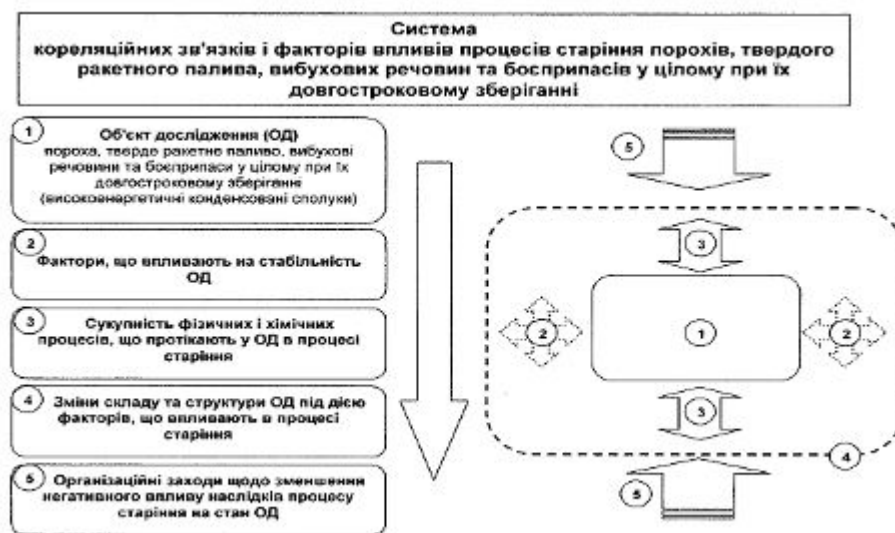 Система
кореляційних зв'язків і факторів впливів процесів старіння порохів, твердого
ракетного палива, вибухових речовин та боєприпасів у цілому при їх
довгостроковому зберіганні
1
Об'єкт дослідження (ОД)
пороха, тверде ракетне паливо, вибухові
речовини та боєприпаси у цілому при їх
довгостроковому зберіганні
(високоенергетичні конденсовані сполуки)
2
Фактори, що впливають на стабільність
ОД
3
Сукупність фізичних і хімічних
процесів, що протікають у ОД в процесі
старіння
4
Зміни складу та структури ОД під дією
факторів, що впливають в процесі
старіння
5
Організаційні заходи щодо зменшення
негативного впливу наслідків процесу
старіння на стан ОД
5
3
2
1
2
3
4
5